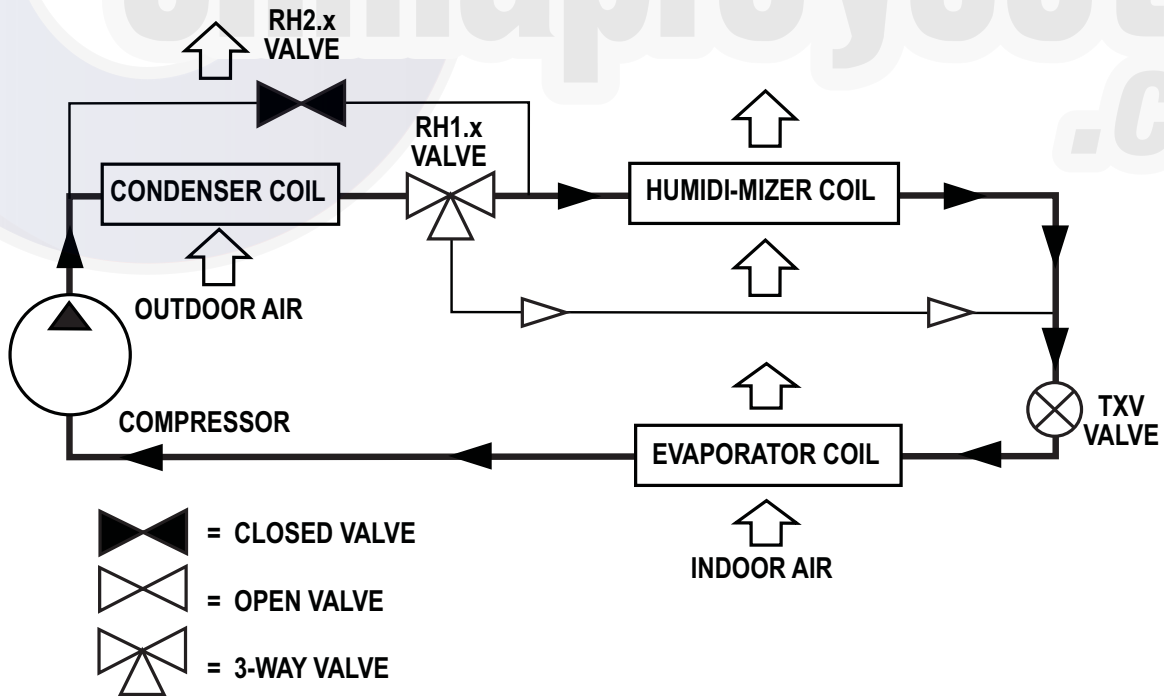 RH2.x
VALVE
RH1.x
VALVE
CONDENSER COIL
HUMIDI-MIZER COIL
OUTDOOR AIR
COMPRESSOR
TXV
VALVE
EVAPORATOR COIL
INDOOR AIR
= CLOSED VALVE
= OPEN VALVE
= 3-WAY VALVE